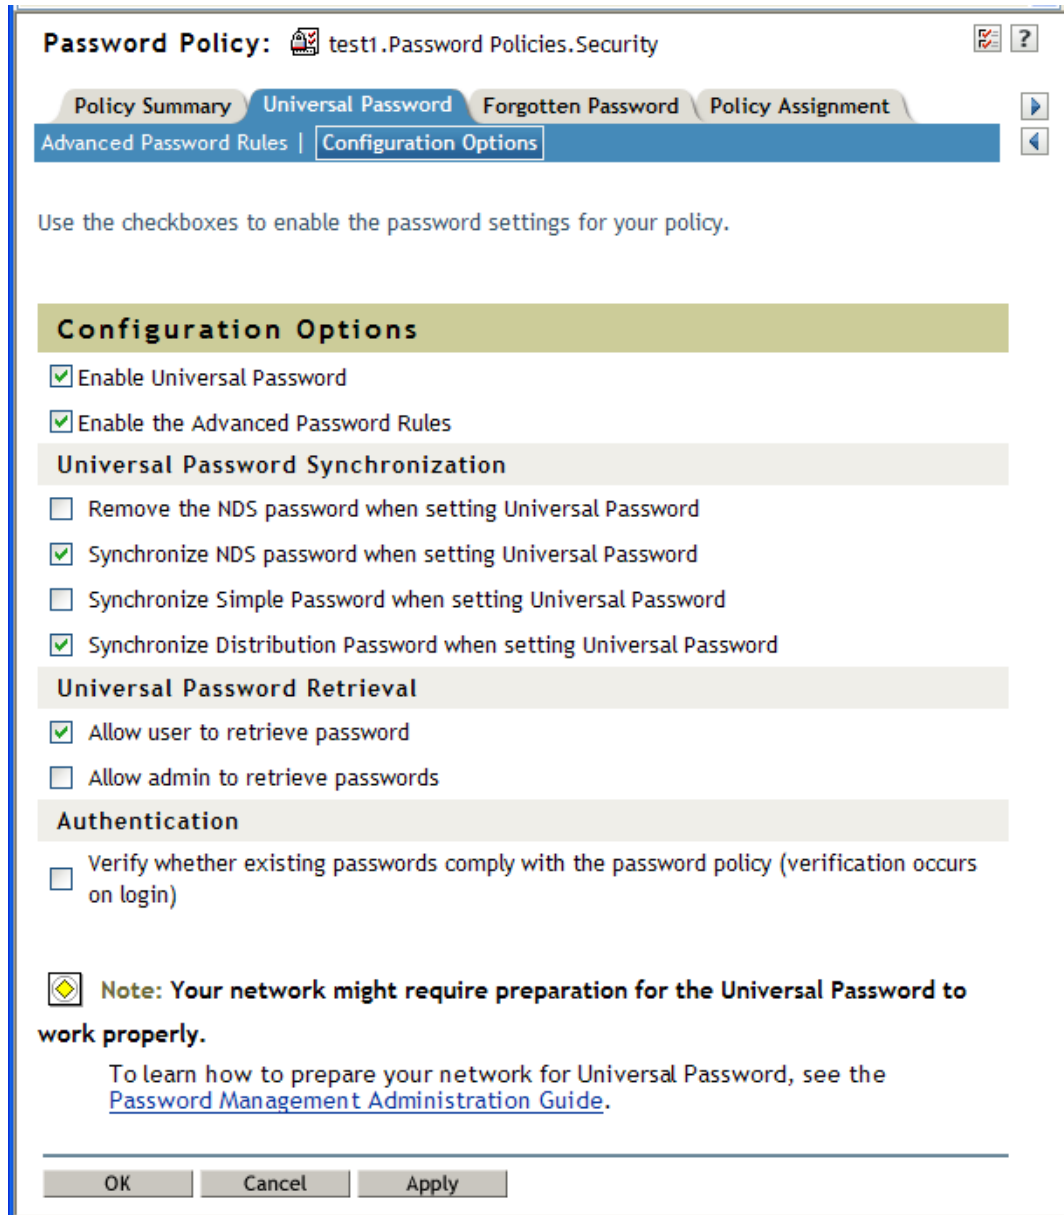 Password Policy: test1.Password Policies.Security
Policy Summary Universal Password Forgotten Password Policy Assignment
Advanced Password Rules | Configuration Options
Use the checkboxes to enable the password settings for your policy.
Configuration Options
Enable Universal Password
Enable the Advanced Password Rules
Universal Password Synchronization
Remove the NDS password when setting Universal Password
Synchronize NDS password when setting Universal Password
Synchronize Simple Password when setting Universal Password
Synchronize Distribution Password when setting Universal Password
Universal Password Retrieval
Allow user to retrieve password
Allow admin to retrieve passwords
Authentication
Verify whether existing passwords comply with the password policy (verification occurs
on login)
Note: Your network might require preparation for the Universal Password to
work properly.
To learn how to prepare your network for Universal Password, see the
Password Management Administration Guide.
OK Cancel Apply